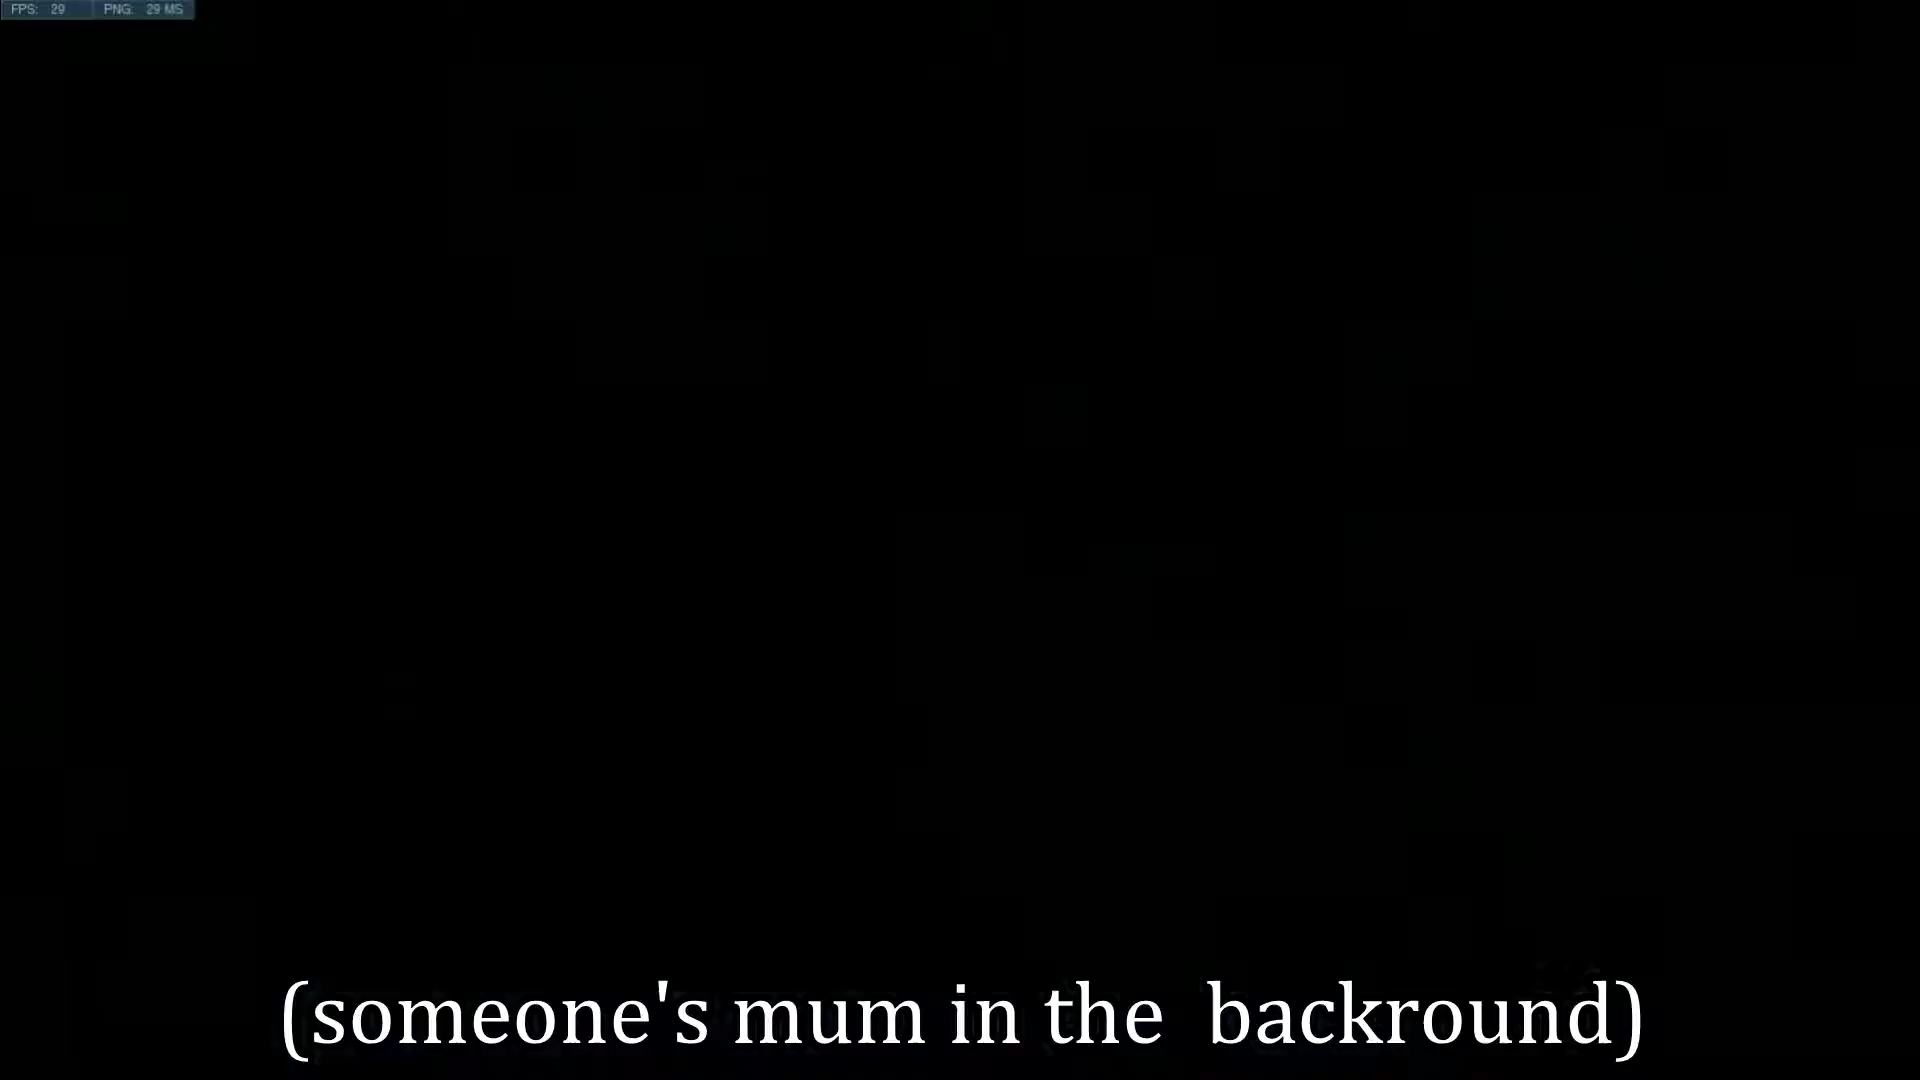 FPS: 29 PNG: 29 MS
(someone's mum in the  backround)